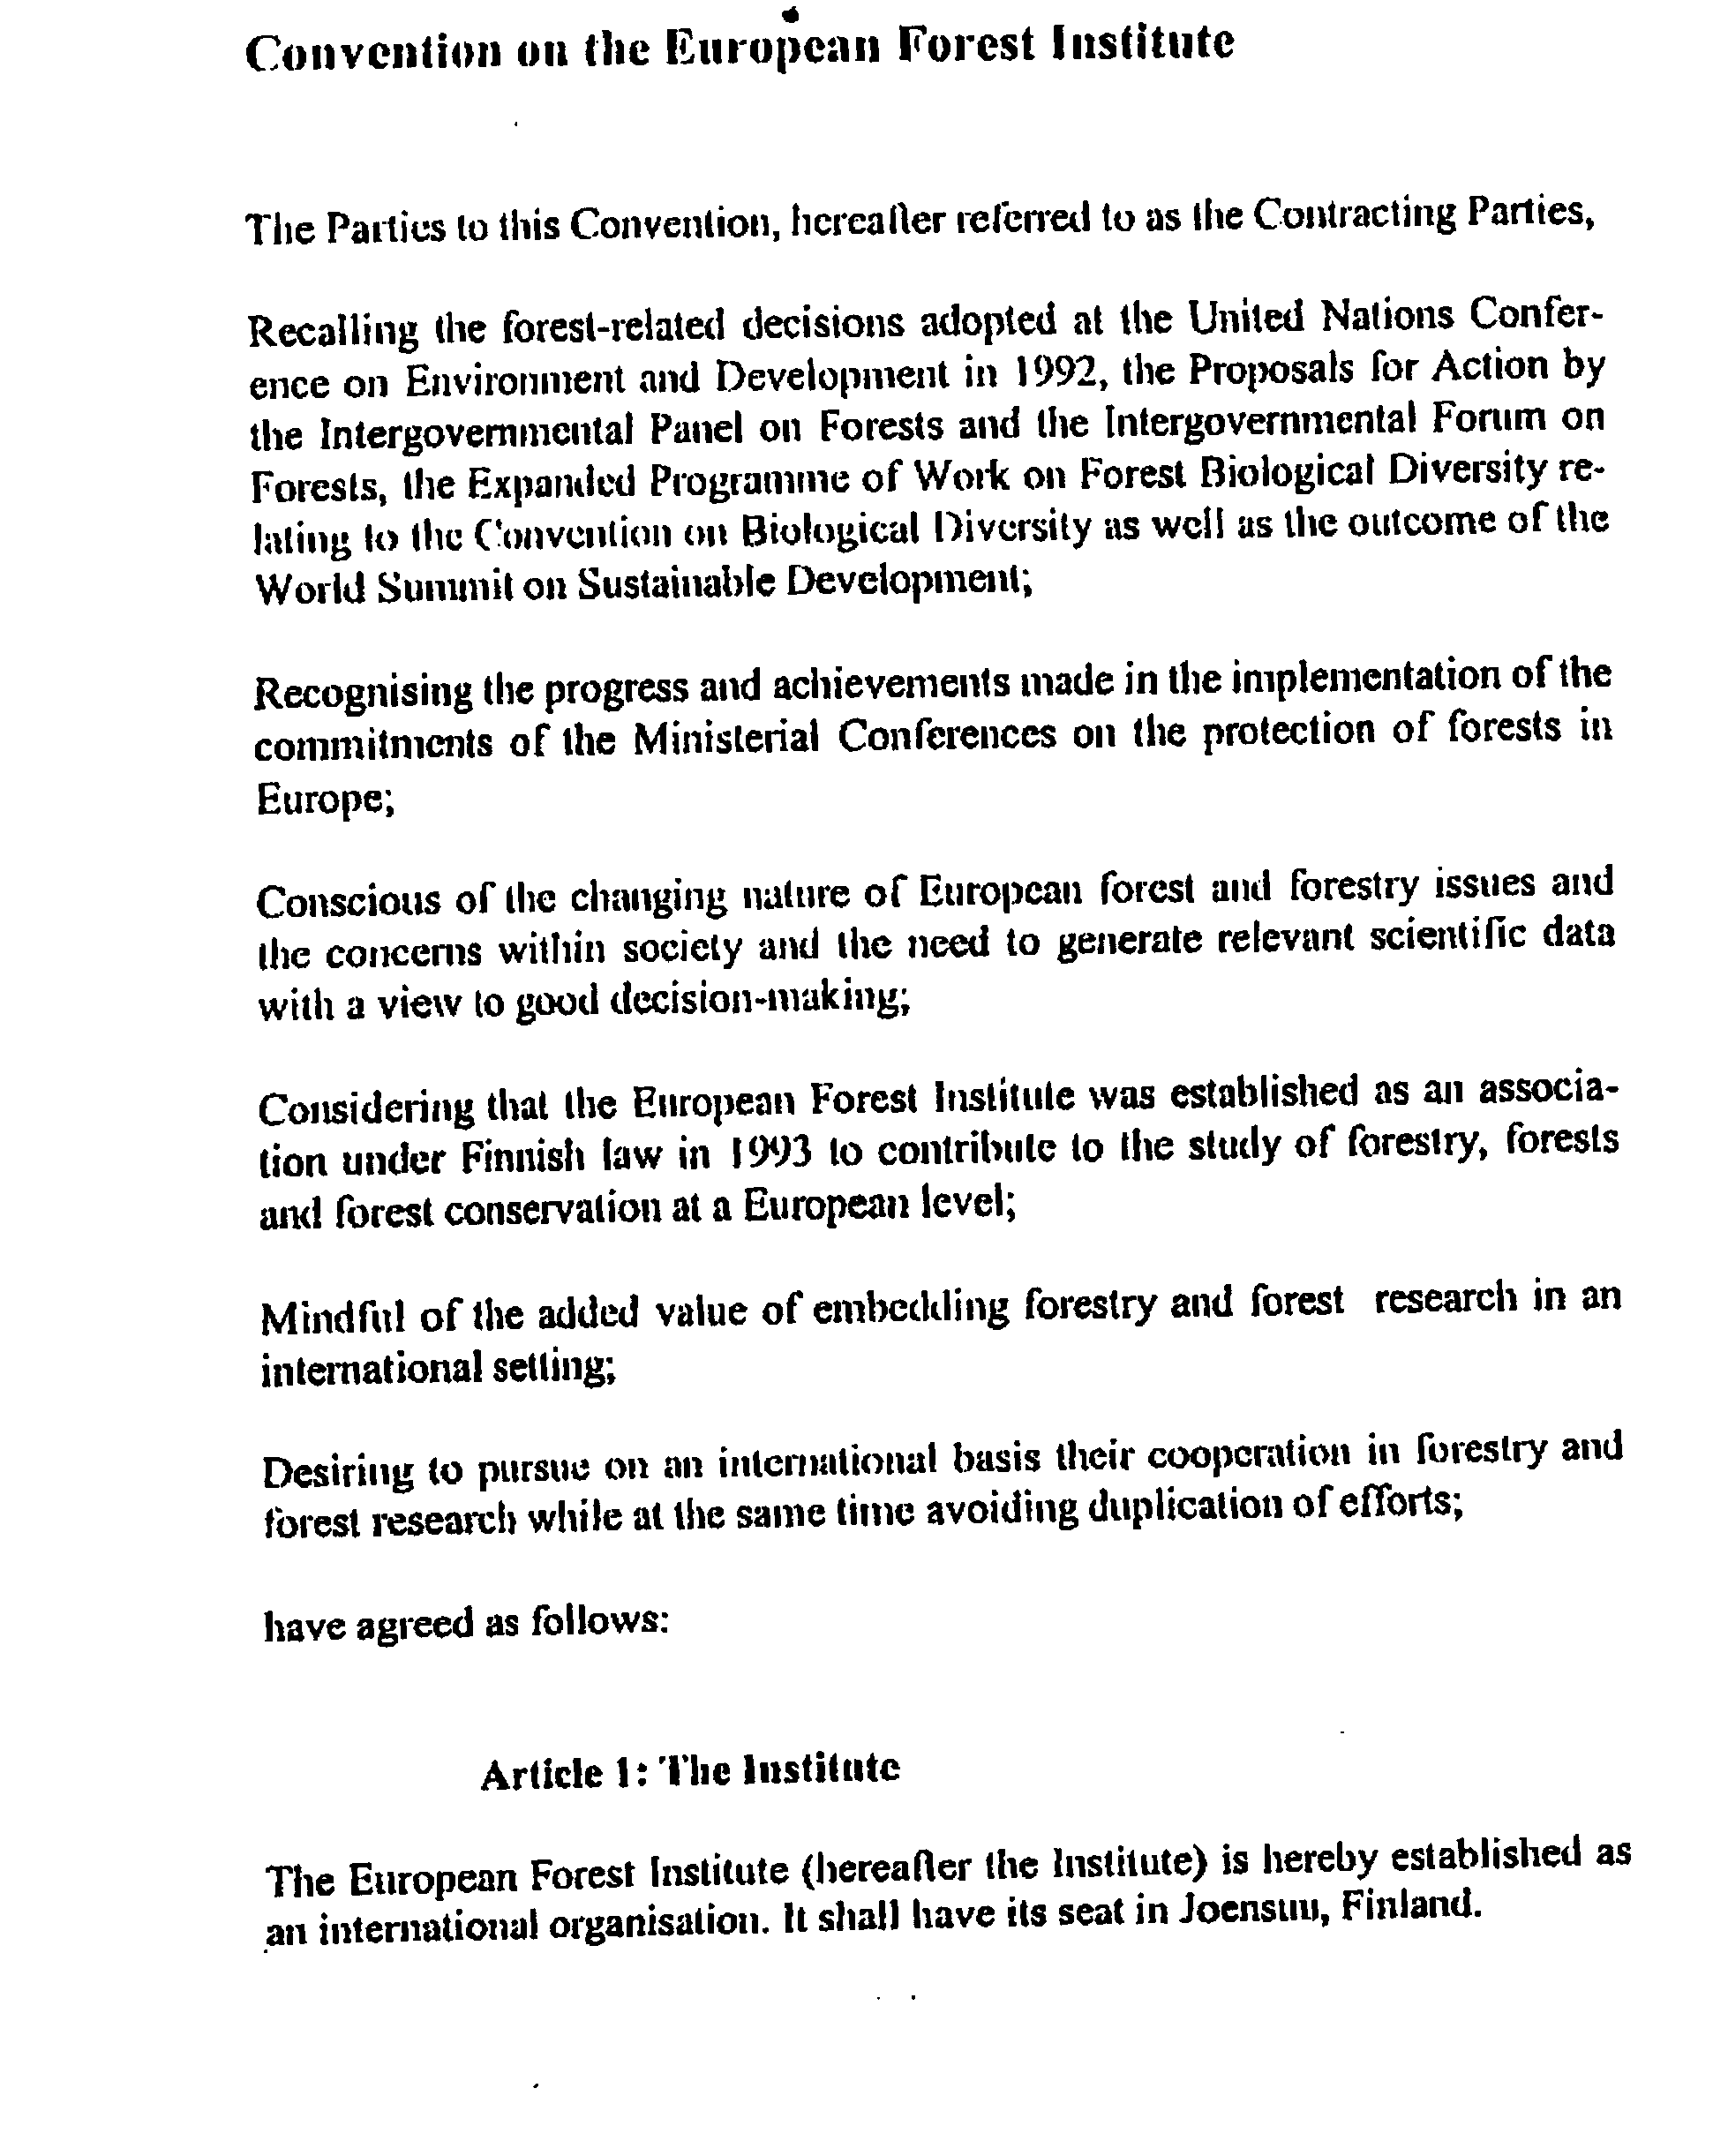 Convention on the European Forest Institute
The Parties to this Convention, hereafter referred to as the Contracting Parties,
Recalling the forest-related decisions adopted at the United Nations Confer-
ence on Environment and Development in 1992, the Proposals for Action by
the Intergovernmental Panel on Forests and the Intergovernmental Forum on
Forests, the Expanded Programme of Work on Forest Biological Diversity re-
lating to the Convention on Biological Diversity as well as the outcome of the
World Summit on Sustainable Development;
Recognising the progress and achievements made in the implementation of the
commitments of the Ministerial Conferences on the protection of forests in
Europe;
Conscious of the changing nature of European forest and forestry issues and
the concerns within society and the need to generate relevant scientific data
with a view to good decision-making;
Considering that the European Forest Institute was established as an associa-
tion under Finnish law in 1993 to contribute to the study of forestry, forests
and forest conservation at a European level;
Mindful of the added value of embedding forestry and forest research in an
international setting;
Desiring to pursue on an international basis their cooperation in forestry and
forest research while at the same time avoiding duplication of efforts;
have agreed as follows:
Article 1: The Institute
The European Forest Institute (hereafter the Institute) is hereby established as
an international organisation. It shall have its seat in Joensuu, Finland.